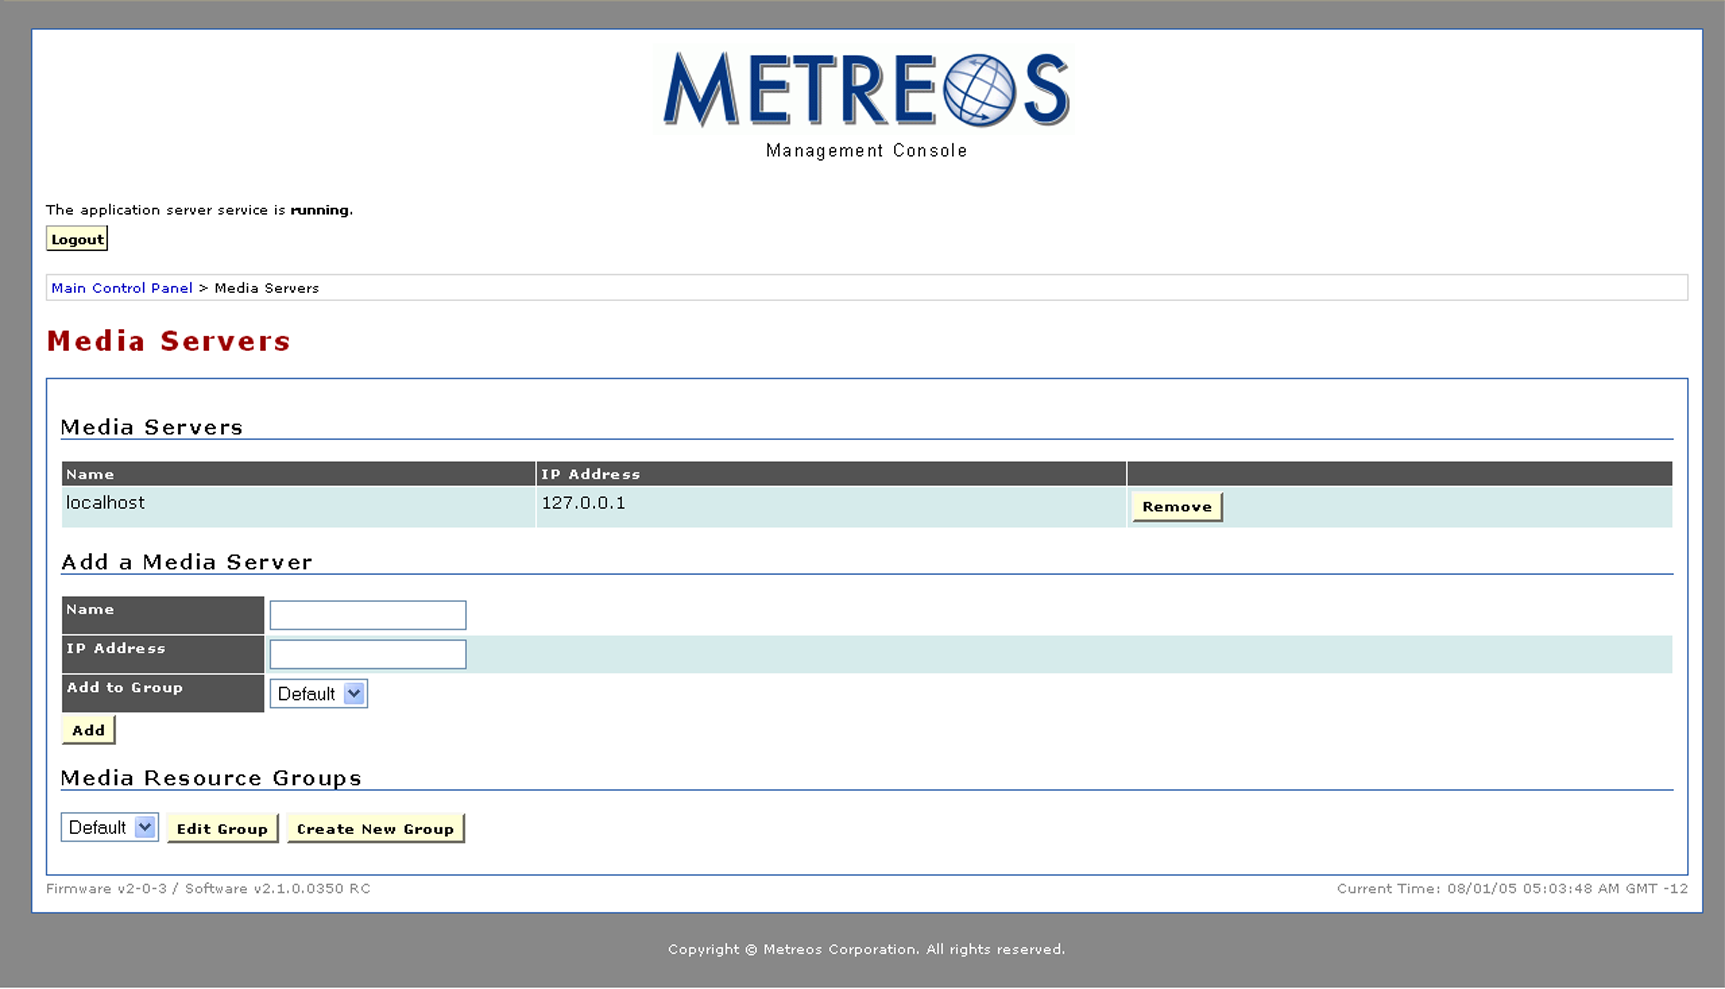 METREOS
Management Console
The application server service is running.
Logout
Main Control Panel > Media Servers
Media Servers
Media Servers
Name IP Address
localhost 127.0.0.1 Remove
Add a Media Server
Name
IP Address
Add to Group Default
Add
Media Resource Groups
Default Edit Group Create New Group
Firmware v2-0-3 / Software v2.1.0.0350 RC Current Time: 08/01/05 05:03:48 AM GMT -12
Copyright © Metreos Corporation. All rights reserved.